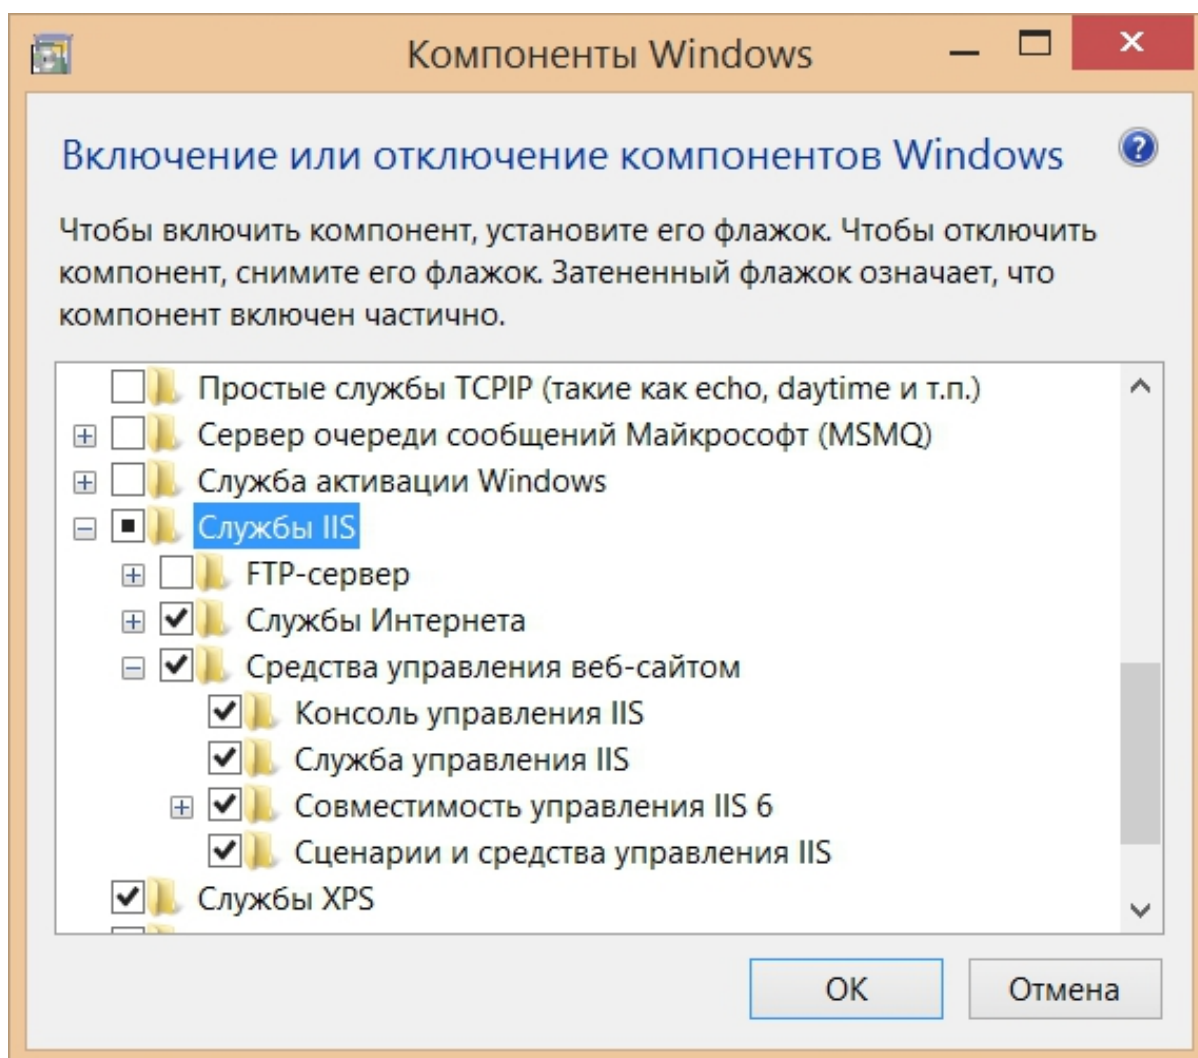 Компоненты Windows
Включение или отключение компонентов Windows
Чтобы включить компонент, установите его флажок. Чтобы отключить
компонент, снимите его флажок. Затененный флажок означает, что
компонент включен частично.
Простые службы TCPIP (такие как echo, daytime и т.п.)
Сервер очереди сообщений Майкрософт (MSMQ)
Служба активации Windows
Службы IIS
FTP-сервер
Службы Интернета
Средства управления веб-сайтом
Консоль управления IIS
Служба управления IIS
Совместимость управления IIS 6
Сценарии и средства управления IIS
Службы XPS
OK
Отмена